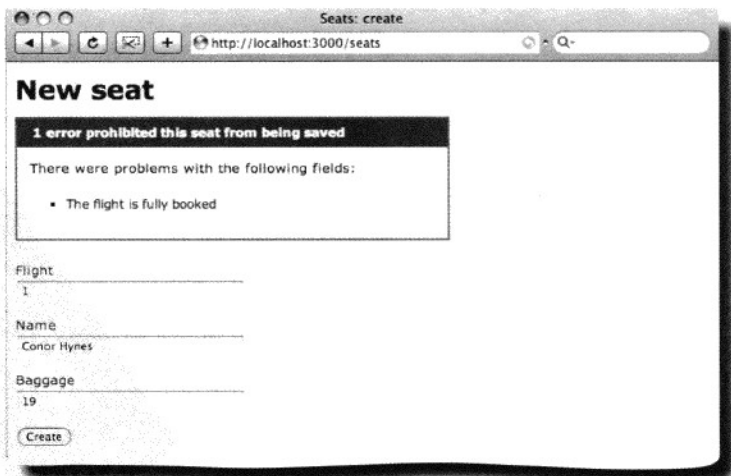 Seats: create
http://localhost:3000/seats
Q
New seat
1 error prohibited this seat from being saved
There were problems with the following fields:
• The flight is fully booked
Flight
1
Name
Conor Hynes
Baggage
19
Create